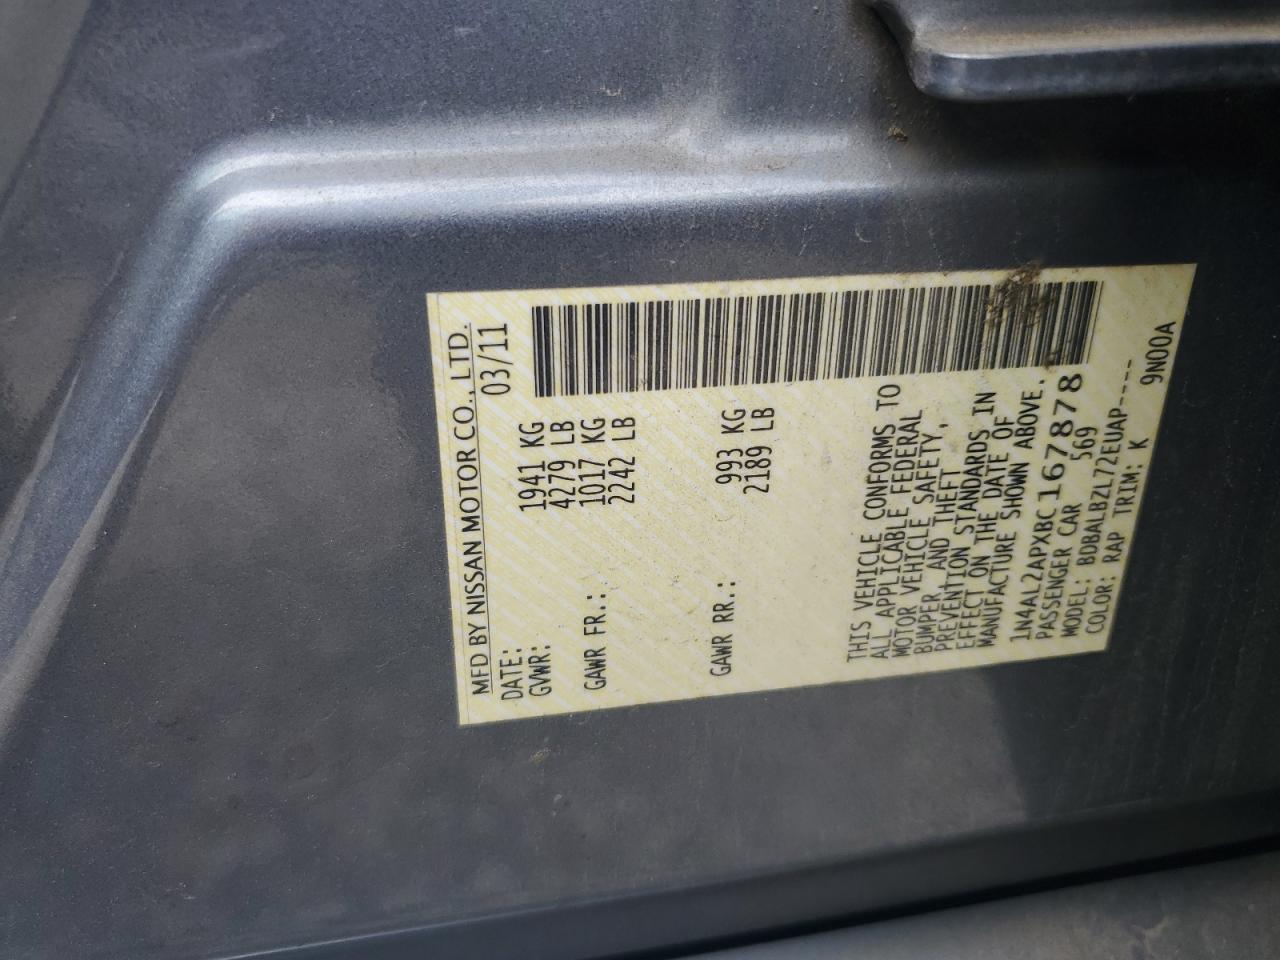 MFD BY NISSAN MOTOR CO., LTD.
DATE: 03/11
GVWR: 1941 KG
4279 LB
GAWR FR.: 1017 KG
2242 LB
GAWR RR.: 993 KG
2189 LB
THIS VEHICLE CONFORMS TO
ALL APPLICABLE FEDERAL
MOTOR VEHICLE SAFETY,
BUMPER, AND THEFT
PREVENTION STANDARDS IN
EFFECT ON THE DATE OF
MANUFACTURE SHOWN ABOVE.
1N4AL2APXBC167878
PASSENGER CAR 569
MODEL: BDBALBZL72EUAP----
COLOR: RAP TRIM: K
9N00A